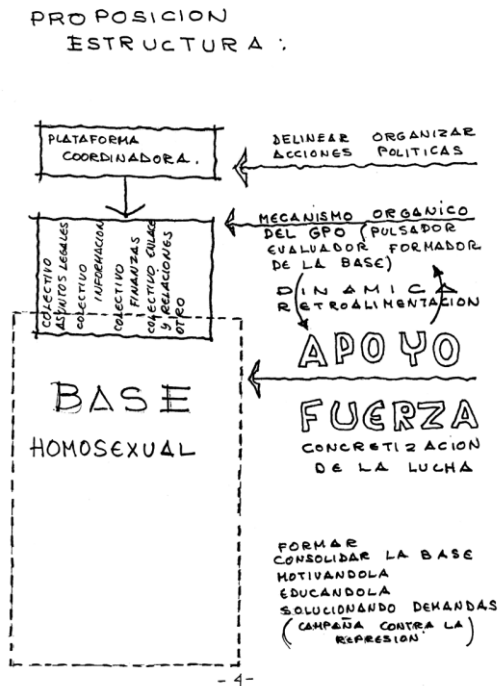 PROPOSICION
ESTRUCTURA :
PLATAFORMA
COORDINADORA.
DELINEAR ORGANIZAR
ACCIONES POLITICAS
COLECTIVO
ASUNTOS LEGALES
COLECTIVO
INFORMACION
COLECTIVO
FINANZAS
COLECTIVO ENLACE
Y RELACIONES
OTRO
MECANISMO ORGANICO
DEL GPO (PULSADOR
EVALUADOR FORMADOR
DE LA BASE)
DINAMICA
RETROALIMENTACION
APOYO
BASE
HOMOSEXUAL
FUERZA
CONCRETIZACION
DE LA LUCHA
FORMAR
CONSOLIDAR LA BASE
MOTIVANDOLA
EDUCANDOLA
SOLUCIONANDO DEMANDAS
(CAMPAÑA CONTRA LA
REPRESION)
-4-